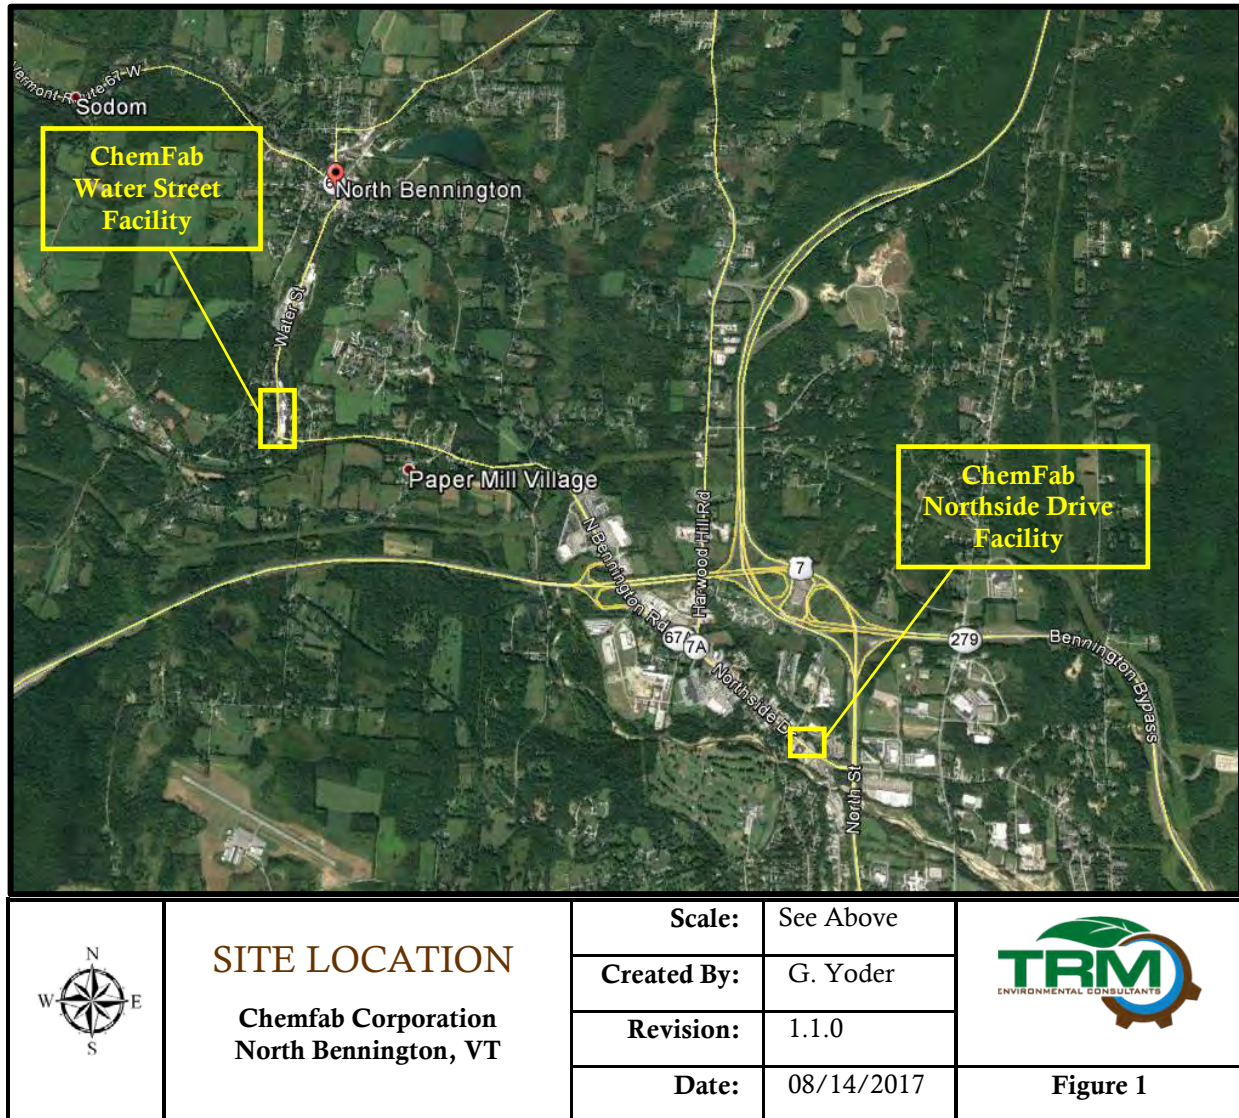 Vermont Route 67 W
Sodom
ChemFab
Water Street
Facility
North Bennington
Water St
Paper Mill Village
ChemFab
Northside Drive
Facility
N Bennington Rd
Harwood Hill Rd
7
67
7A
279
Bennington Bypass
Northside D
North St
N
W
E
S
SITE LOCATION
Chemfab Corporation
North Bennington, VT
Scale: See Above
Created By: G. Yoder
Revision: 1.1.0
Date: 08/14/2017
TRM
ENVIRONMENTAL CONSULTANTS
Figure 1